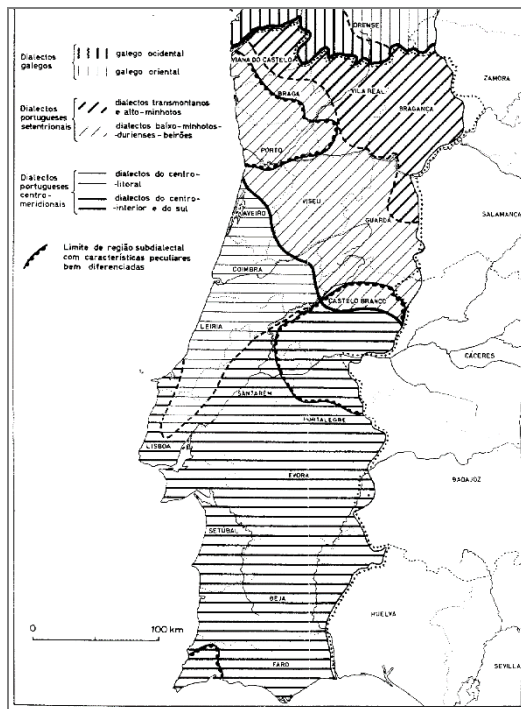 Dialectos
galegos
galego ocidental
galego oriental
Dialectos
portugueses
setentrionais
dialectos transmontanos
e alto-minhotos
dialectos baixo-minhotos-
-durienses-beirões
Dialectos
portugueses
centro-
meridionais
dialectos do centro-
-litoral
dialectos do centro-
-interior e do sul
Limite de região subdialectal
com características peculiares
bem diferenciadas
ORENSE
VIANA DO CASTELO
ZAMORA
VILA REAL
BRAGA
BRAGANÇA
PORTO
VISEU
AVEIRO
GUARDA
SALAMANCA
COIMBRA
CASTELO BRANCO
LEIRIA
CÁCERES
SANTARÉM
PORTALEGRE
LISBOA
ÉVORA
BADAJOZ
SETÚBAL
BEJA
HUELVA
0 100 km
FARO
SEVILLA